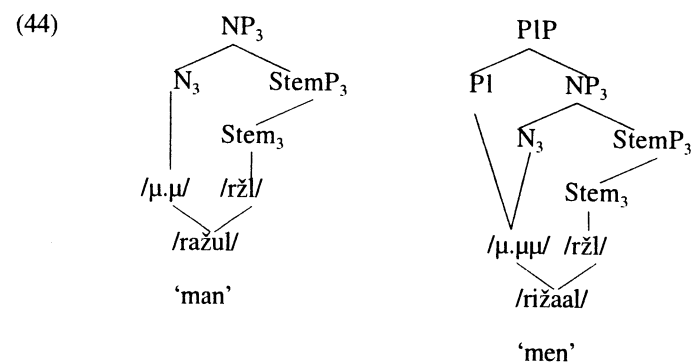 (44) NP₃ PlP
N₃ StemP₃ Pl NP₃
Stem₃ N₃ StemP₃
/μ.μ/ /ržl/ Stem₃
/ražul/ /μ.μμ/ /ržl/
'man' /rižaal/
'men'